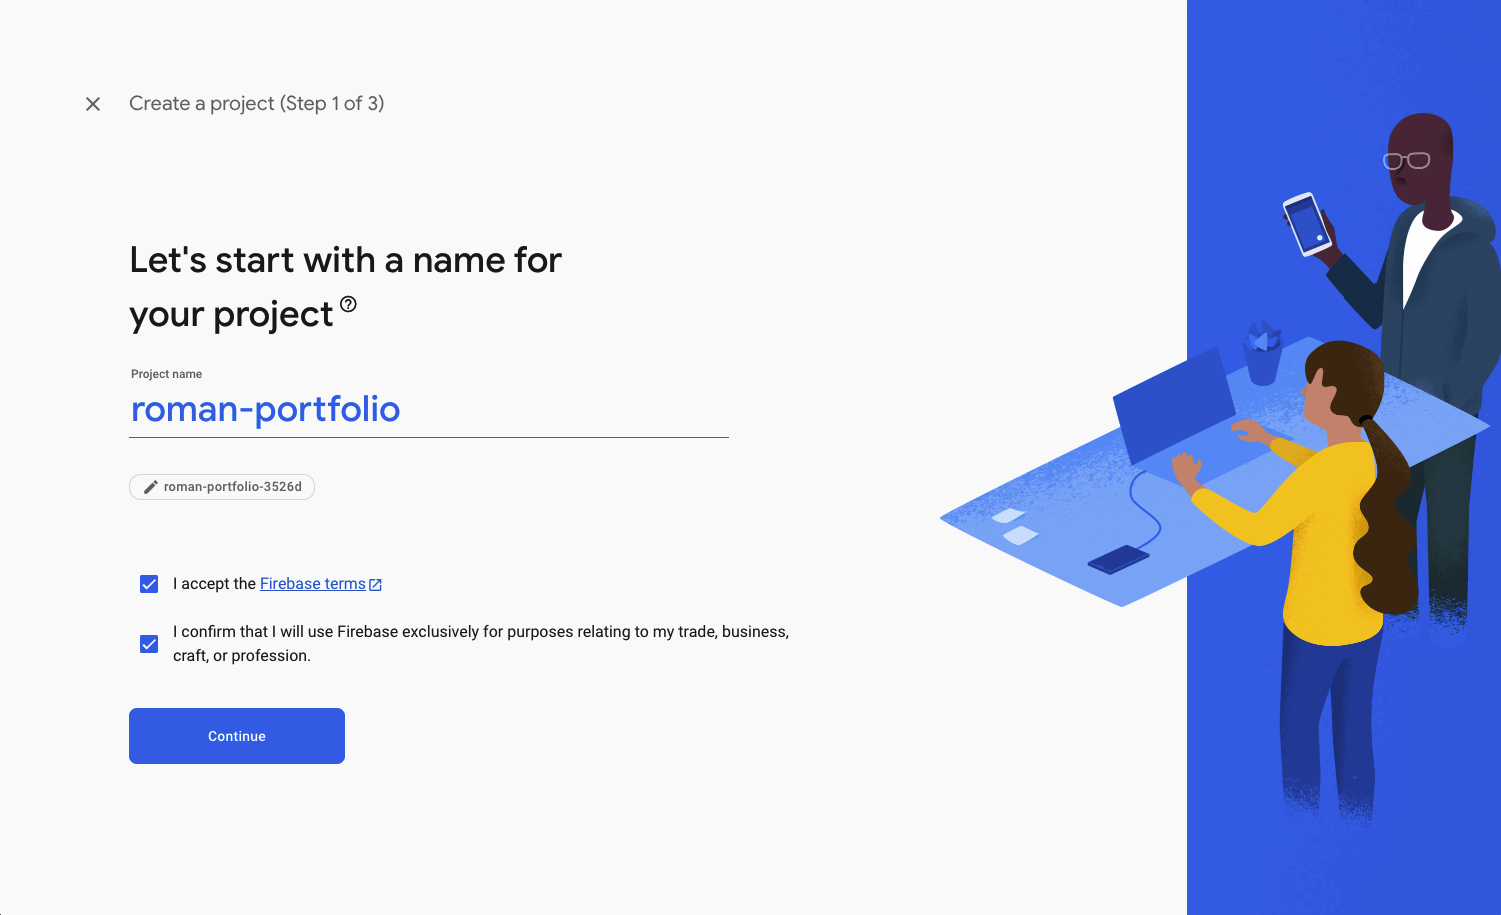 Create a project (Step 1 of 3)
Let's start with a name for
your project
Project name
roman-portfolio
roman-portfolio-3526d
I accept the Firebase terms
I confirm that I will use Firebase exclusively for purposes relating to my trade, business,
craft, or profession.
Continue